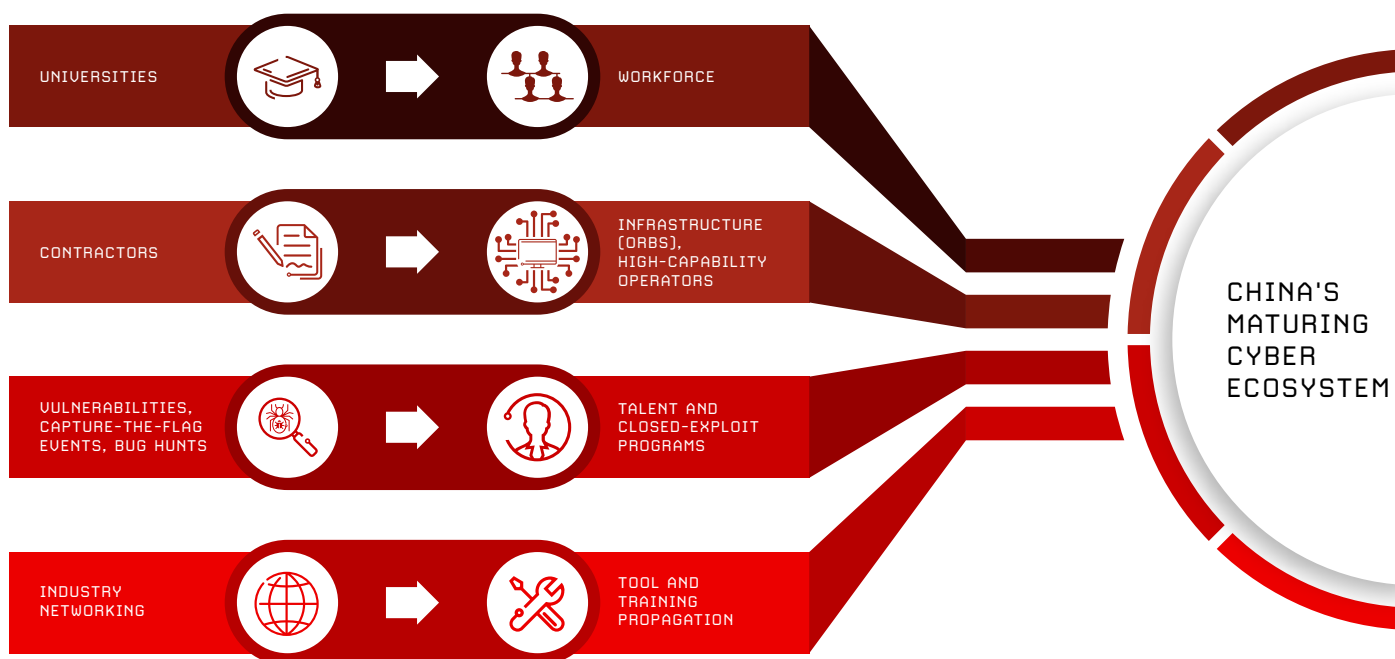 UNIVERSITIES
WORKFORCE
CONTRACTORS
INFRASTRUCTURE
(ORBS),
HIGH-CAPABILITY
OPERATORS
VULNERABILITIES,
CAPTURE-THE-FLAG
EVENTS, BUG HUNTS
TALENT AND
CLOSED-EXPLOIT
PROGRAMS
INDUSTRY
NETWORKING
TOOL AND
TRAINING
PROPAGATION
CHINA'S
MATURING
CYBER
ECOSYSTEM